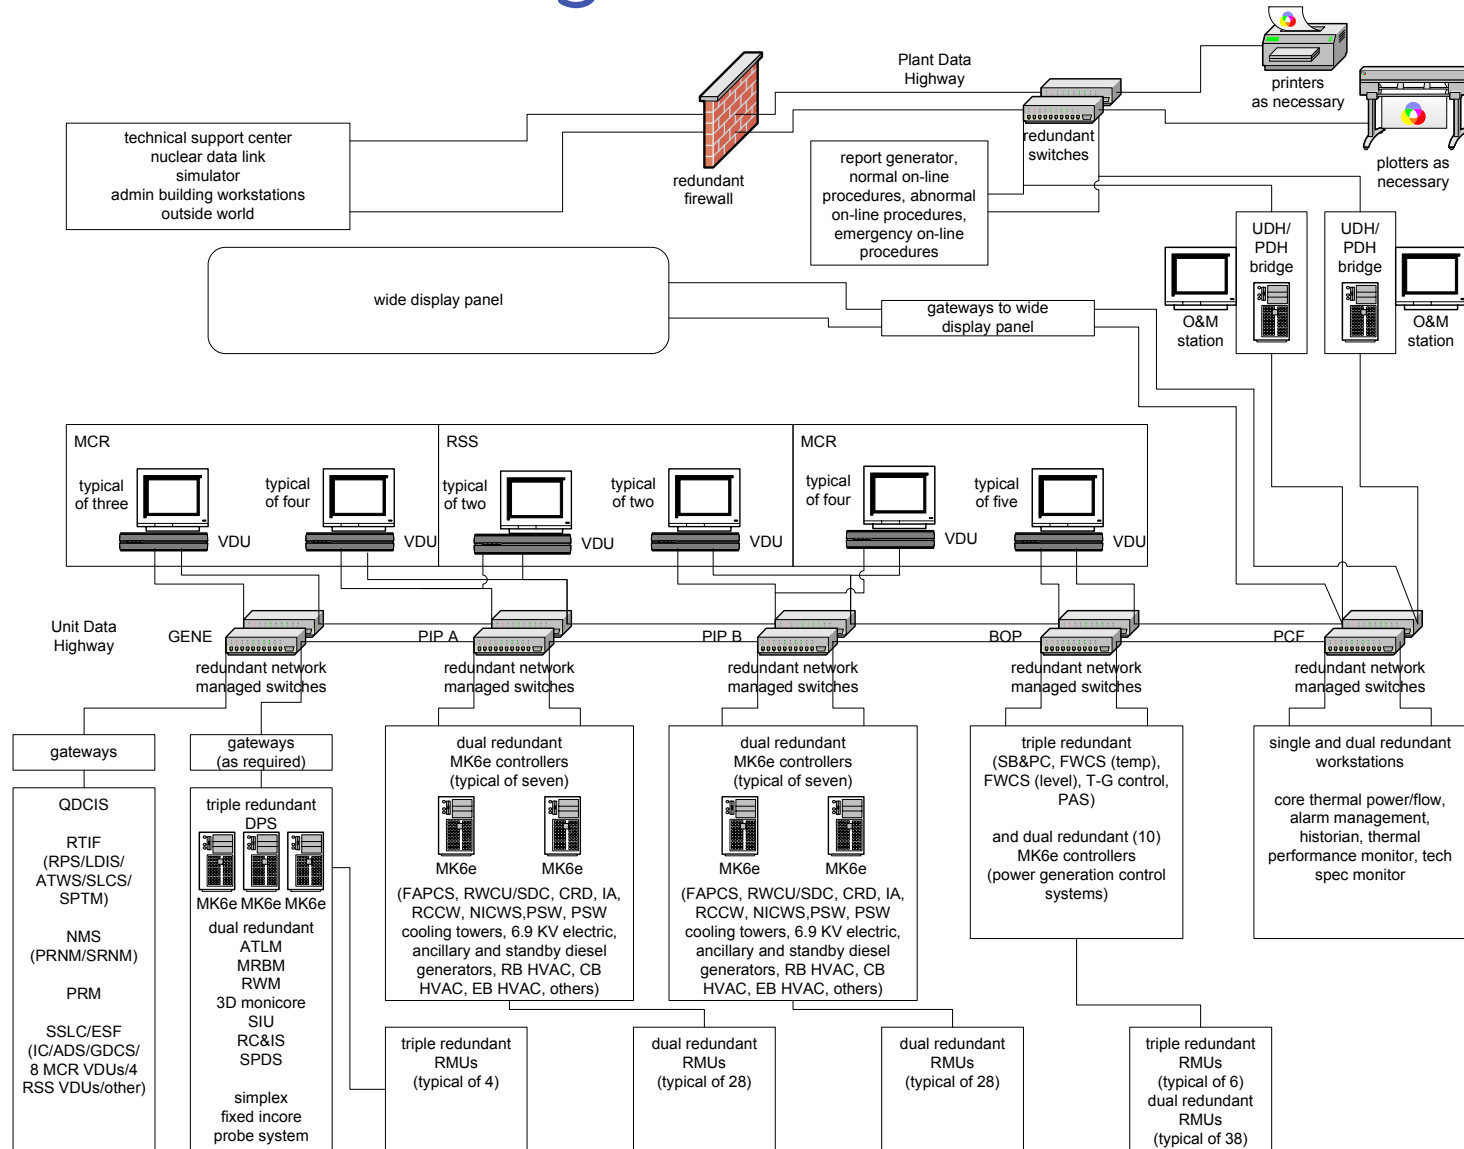 Plant Data
Highway
printers
as necessary
plotters as
necessary
technical support center
nuclear data link
simulator
admin building workstations
outside world
redundant
firewall
redundant
switches
report generator,
normal on-line
procedures, abnormal
on-line procedures,
emergency on-line
procedures
UDH/
PDH
bridge
UDH/
PDH
bridge
O&M
station
O&M
station
wide display panel
gateways to wide
display panel
MCR
typical
of three
VDU
typical
of four
VDU
RSS
typical
of two
VDU
typical
of two
VDU
MCR
typical
of four
VDU
typical
of five
VDU
Unit Data
Highway
GENE
redundant network
managed switches
PIP A
redundant network
managed switches
PIP B
redundant network
managed switches
BOP
redundant network
managed switches
PCF
redundant network
managed switches
gateways
QDCIS
RTIF
(RPS/LDIS/
ATWS/SLCS/
SPTM)
NMS
(PRNM/SRNM)
PRM
SSLC/ESF
(IC/ADS/GDCS/
8 MCR VDUs/4
RSS VDUs/other)
gateways
(as required)
triple redundant
DPS
MK6e MK6e MK6e
dual redundant
ATLM
MRBM
RWM
3D monicore
SIU
RC&IS
SPDS
simplex
fixed incore
probe system
dual redundant
MK6e controllers
(typical of seven)
MK6e MK6e
(FAPCS, RWCU/SDC, CRD, IA,
RCCW, NICWS,PSW, PSW
cooling towers, 6.9 KV electric,
ancillary and standby diesel
generators, RB HVAC, CB
HVAC, EB HVAC, others)
dual redundant
MK6e controllers
(typical of seven)
MK6e MK6e
(FAPCS, RWCU/SDC, CRD, IA,
RCCW, NICWS,PSW, PSW
cooling towers, 6.9 KV electric,
ancillary and standby diesel
generators, RB HVAC, CB
HVAC, EB HVAC, others)
triple redundant
(SB&PC, FWCS (temp),
FWCS (level), T-G control,
PAS)
and dual redundant (10)
MK6e controllers
(power generation control
systems)
single and dual redundant
workstations
core thermal power/flow,
alarm management,
historian, thermal
performance monitor, tech
spec monitor
triple redundant
RMUs
(typical of 4)
dual redundant
RMUs
(typical of 28)
dual redundant
RMUs
(typical of 28)
triple redundant
RMUs
(typical of 6)
dual redundant
RMUs
(typical of 38)